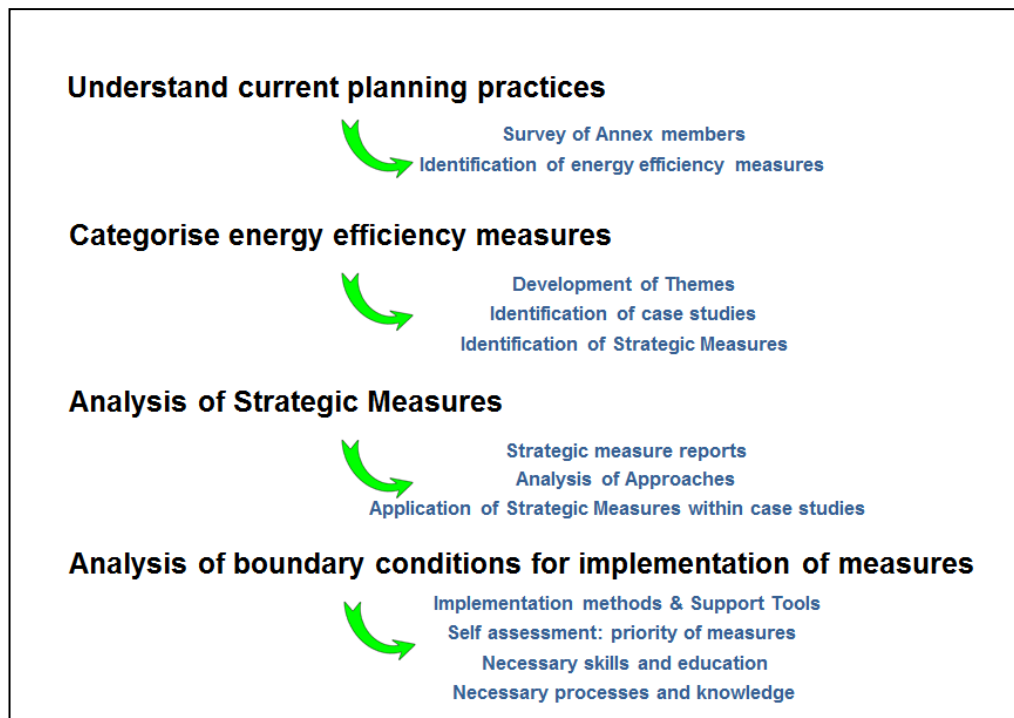 Understand current planning practices
Survey of Annex members
Identification of energy efficiency measures
Categorise energy efficiency measures
Development of Themes
Identification of case studies
Identification of Strategic Measures
Analysis of Strategic Measures
Strategic measure reports
Analysis of Approaches
Application of Strategic Measures within case studies
Analysis of boundary conditions for implementation of measures
Implementation methods & Support Tools
Self assessment: priority of measures
Necessary skills and education
Necessary processes and knowledge